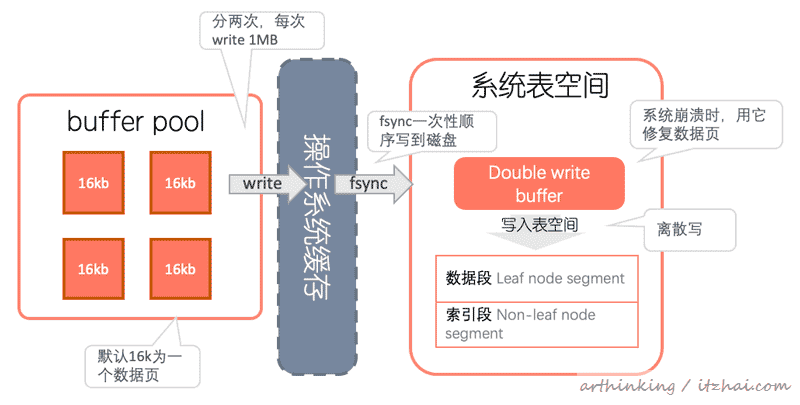 分两次，每次
write 1MB
buffer pool
16kb
16kb
16kb
16kb
默认16k为一
个数据页
write
操作系统缓存
fsync
fsync一次性顺
序写到磁盘
系统表空间
系统崩溃时，用它
修复数据页
Double write
buffer
写入表空间
离散写
数据段 Leaf node segment
索引段 Non-leaf node
segment
arthinking / itzhai.com